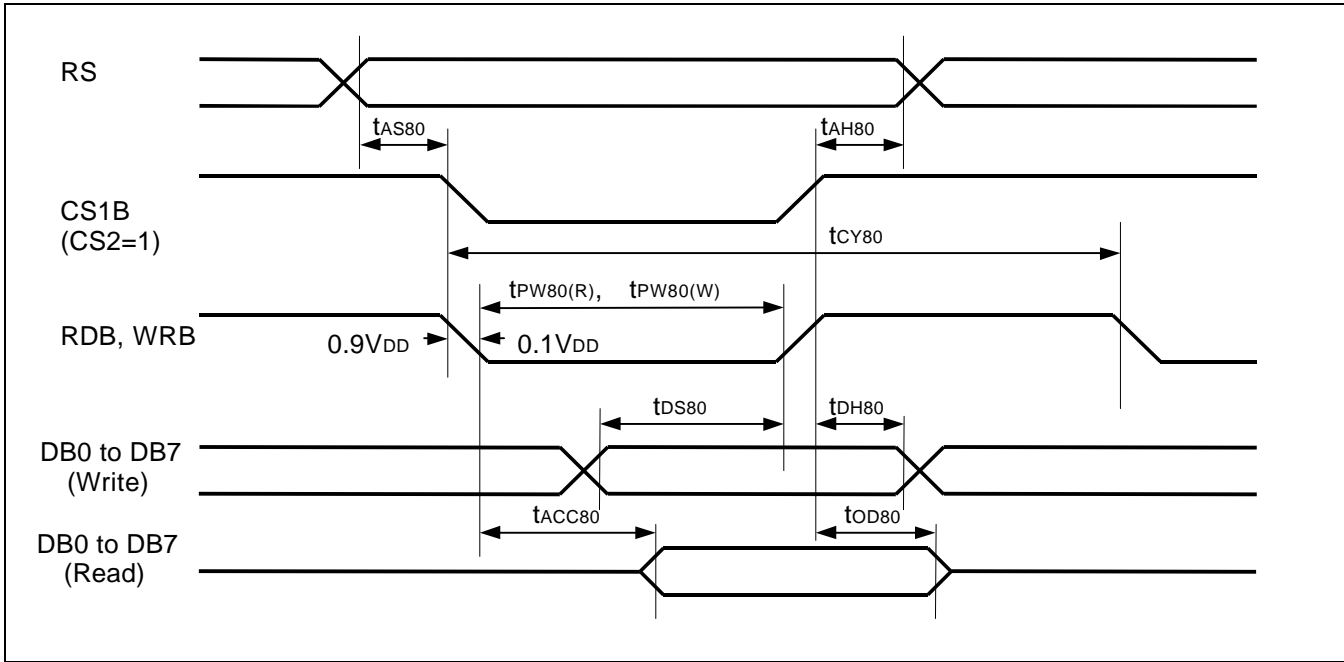 RS
tAS80
tAH80
CS1B
(CS2=1)
tCY80
tPW80(R), tPW80(W)
RDB, WRB
0.9VDD
0.1VDD
tDS80
tDH80
DB0 to DB7
(Write)
tACC80
tOD80
DB0 to DB7
(Read)